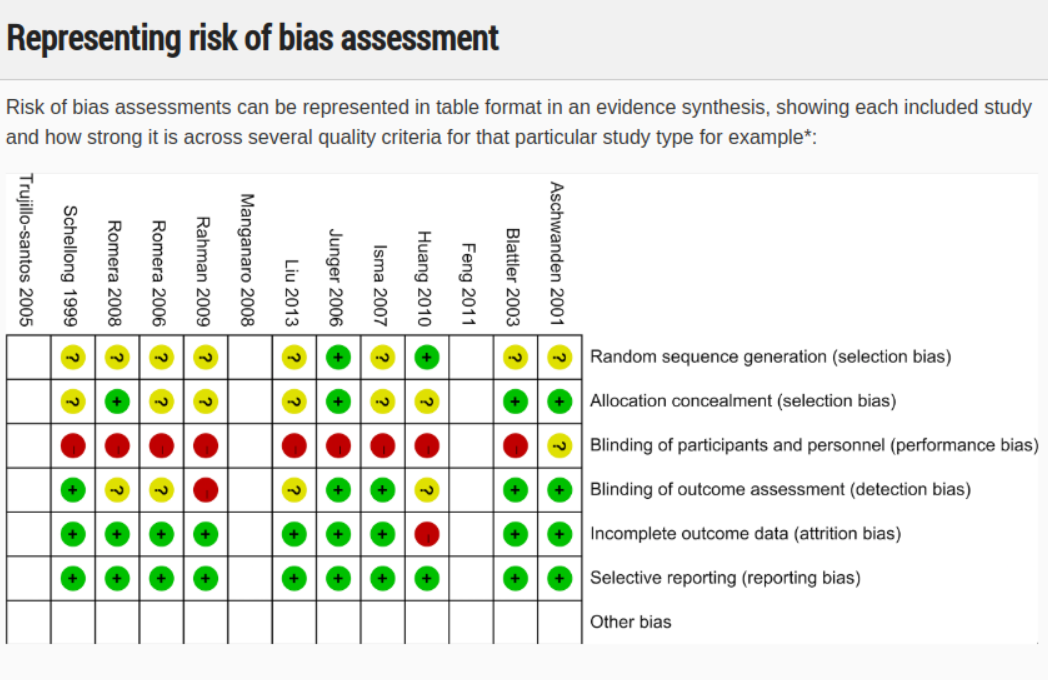 Representing risk of bias assessment
Risk of bias assessments can be represented in table format in an evidence synthesis, showing each included study
and how strong it is across several quality criteria for that particular study type for example*:
Trujillo-santos 2005
Schellong 1999
Romera 2008
Romera 2006
Rahman 2009
Manganaro 2008
Liu 2013
Junger 2006
Isma 2007
Huang 2010
Feng 2011
Blattler 2003
Aschwanden 2001
? ? ? ? ? + ? + ? ? Random sequence generation (selection bias)
? + ? ? ? + ? ? + + Allocation concealment (selection bias)
- - - - - - - - - ? Blinding of participants and personnel (performance bias)
+ ? ? - ? + + ? + + Blinding of outcome assessment (detection bias)
+ + + + + + + - + + Incomplete outcome data (attrition bias)
+ + + + + + + + + + Selective reporting (reporting bias)
Other bias